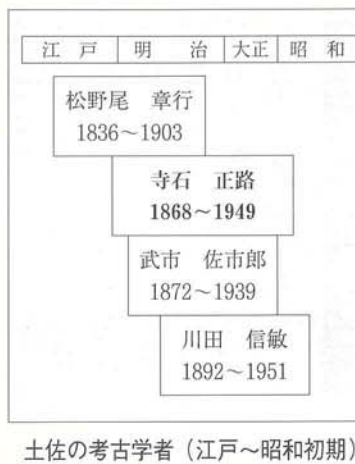 江戸 明治 大正 昭和
松野尾 章行
1836～1903
寺石 正路
1868～1949
武市 佐市郎
1872～1939
川田 信敏
1892～1951
土佐の考古学者（江戸～昭和初期）